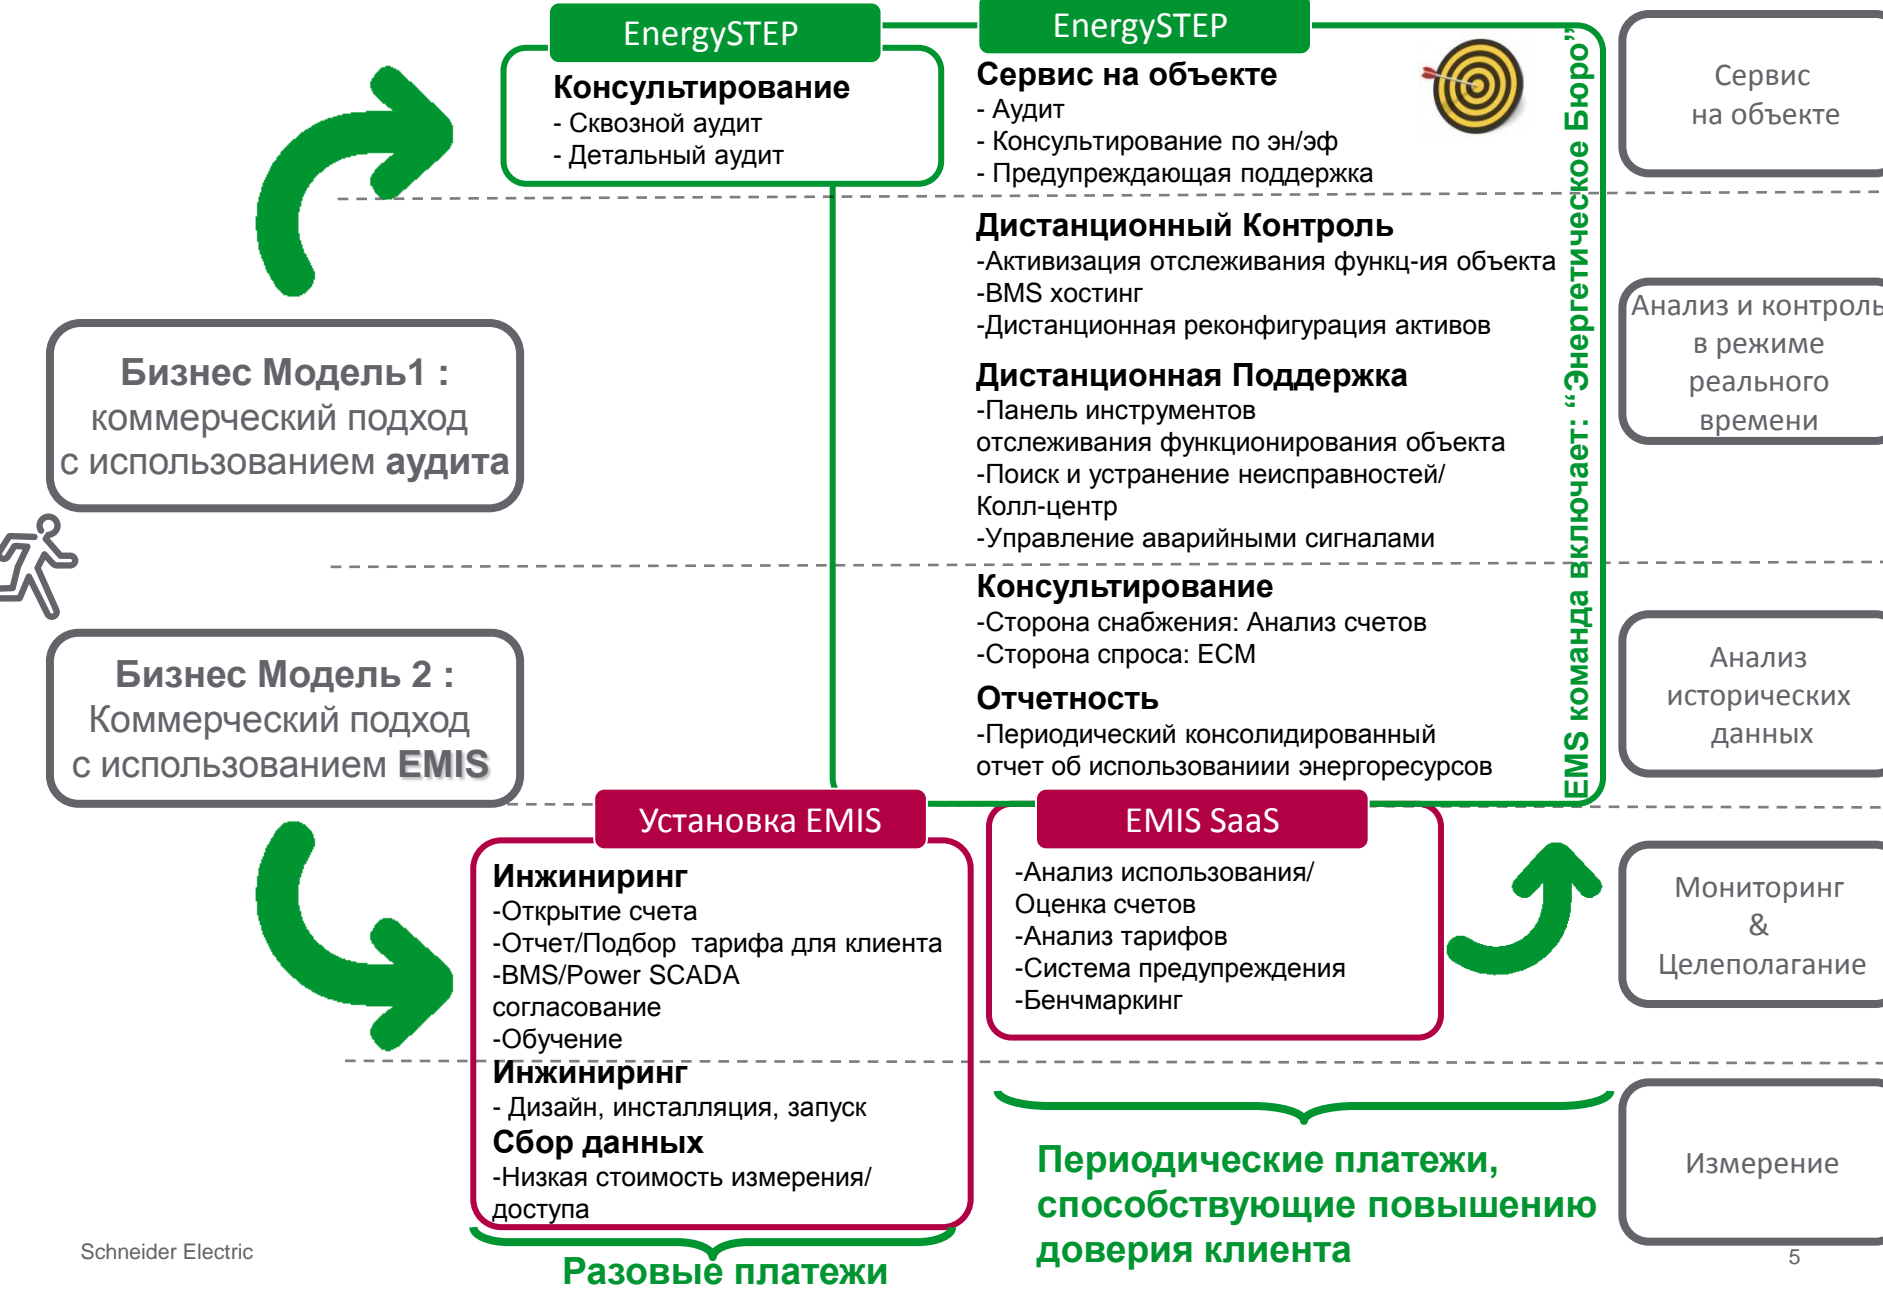 EnergySTEP
Консультирование
- Сквозной аудит
- Детальный аудит
EnergySTEP
Сервис на объекте
- Аудит
- Консультирование по эн/эф
- Предупреждающая поддержка
Дистанционный Контроль
-Активизация отслеживания функц-ия объекта
-BMS хостинг
-Дистанционная реконфигурация активов
Дистанционная Поддержка
-Панель инструментов
отслеживания функционирования объекта
-Поиск и устранение неисправностей/
Колл-центр
-Управление аварийными сигналами
Консультирование
-Сторона снабжения: Анализ счетов
-Сторона спроса: ECM
Отчетность
-Периодический консолидированный
отчет об использованиии энергоресурсов
EMS команда включает: “Энергетическое Бюро”
Сервис
на объекте
Анализ и контроль
в режиме
реального
времени
Анализ
исторических
данных
Мониторинг
&
Целеполагание
Измерение
Бизнес Модель1 :
коммерческий подход
с использованием аудита
Бизнес Модель 2 :
Коммерческий подход
с использованием EMIS
Установка EMIS
Инжиниринг
-Открытие счета
-Отчет/Подбор тарифа для клиента
-BMS/Power SCADA
согласование
-Обучение
Инжиниринг
- Дизайн, инсталляция, запуск
Сбор данных
-Низкая стоимость измерения/
доступа
EMIS SaaS
-Анализ использования/
Оценка счетов
-Анализ тарифов
-Система предупреждения
-Бенчмаркинг
Разовые платежи
Периодические платежи,
способствующие повышению
доверия клиента
Schneider Electric
5